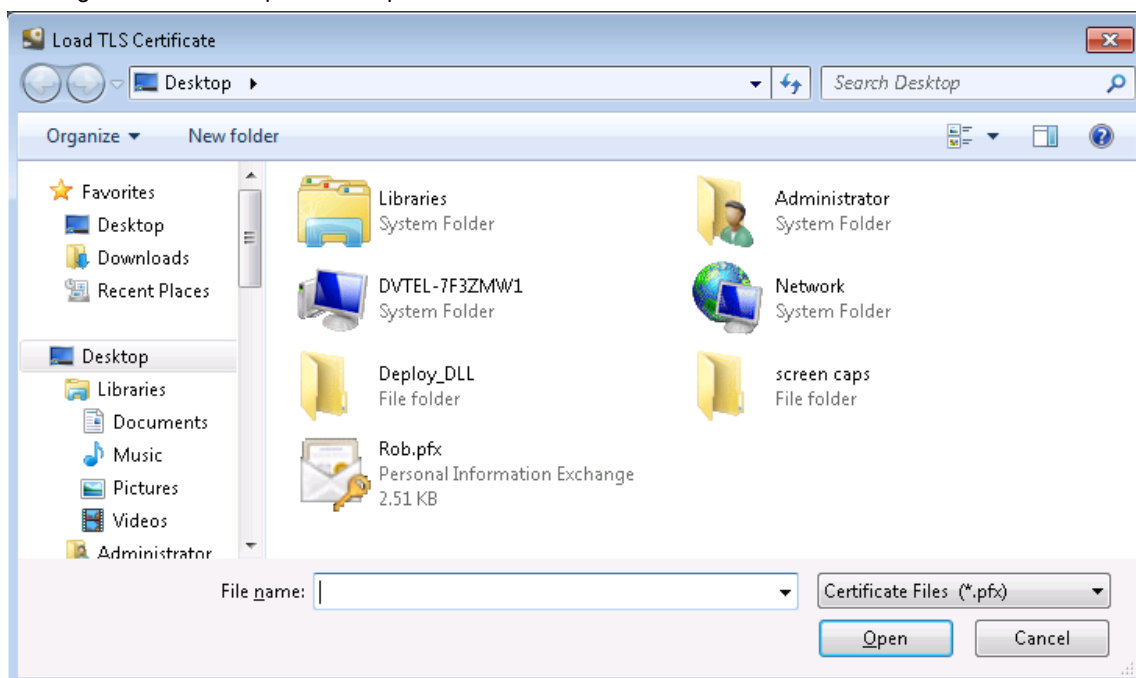 Load TLS Certificate
Desktop
Search Desktop
Organize
New folder
Favorites
Desktop
Downloads
Recent Places
Desktop
Libraries
Documents
Music
Pictures
Videos
Administrator
Libraries
System Folder
Administrator
System Folder
DVTEL-7F3ZMW1
System Folder
Network
System Folder
Deploy_DLL
File folder
screen caps
File folder
Rob.pfx
Personal Information Exchange
2.51 KB
File name:
Certificate Files (*.pfx)
Open
Cancel